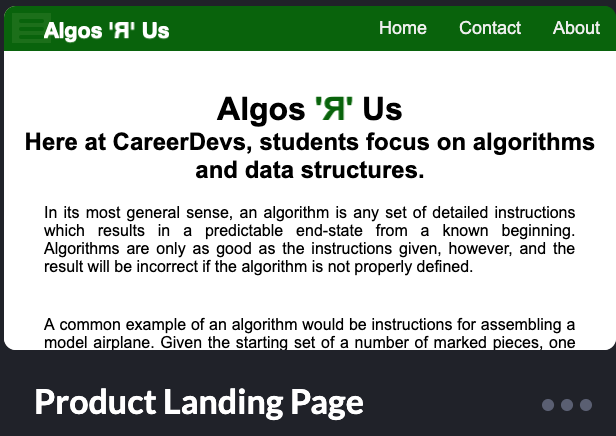 Algos 'Я' Us
Home Contact About
Algos 'Я' Us
Here at CareerDevs, students focus on algorithms
and data structures.
In its most general sense, an algorithm is any set of detailed instructions
which results in a predictable end-state from a known beginning.
Algorithms are only as good as the instructions given, however, and the
result will be incorrect if the algorithm is not properly defined.
A common example of an algorithm would be instructions for assembling a
model airplane. Given the starting set of a number of marked pieces, one
Product Landing Page